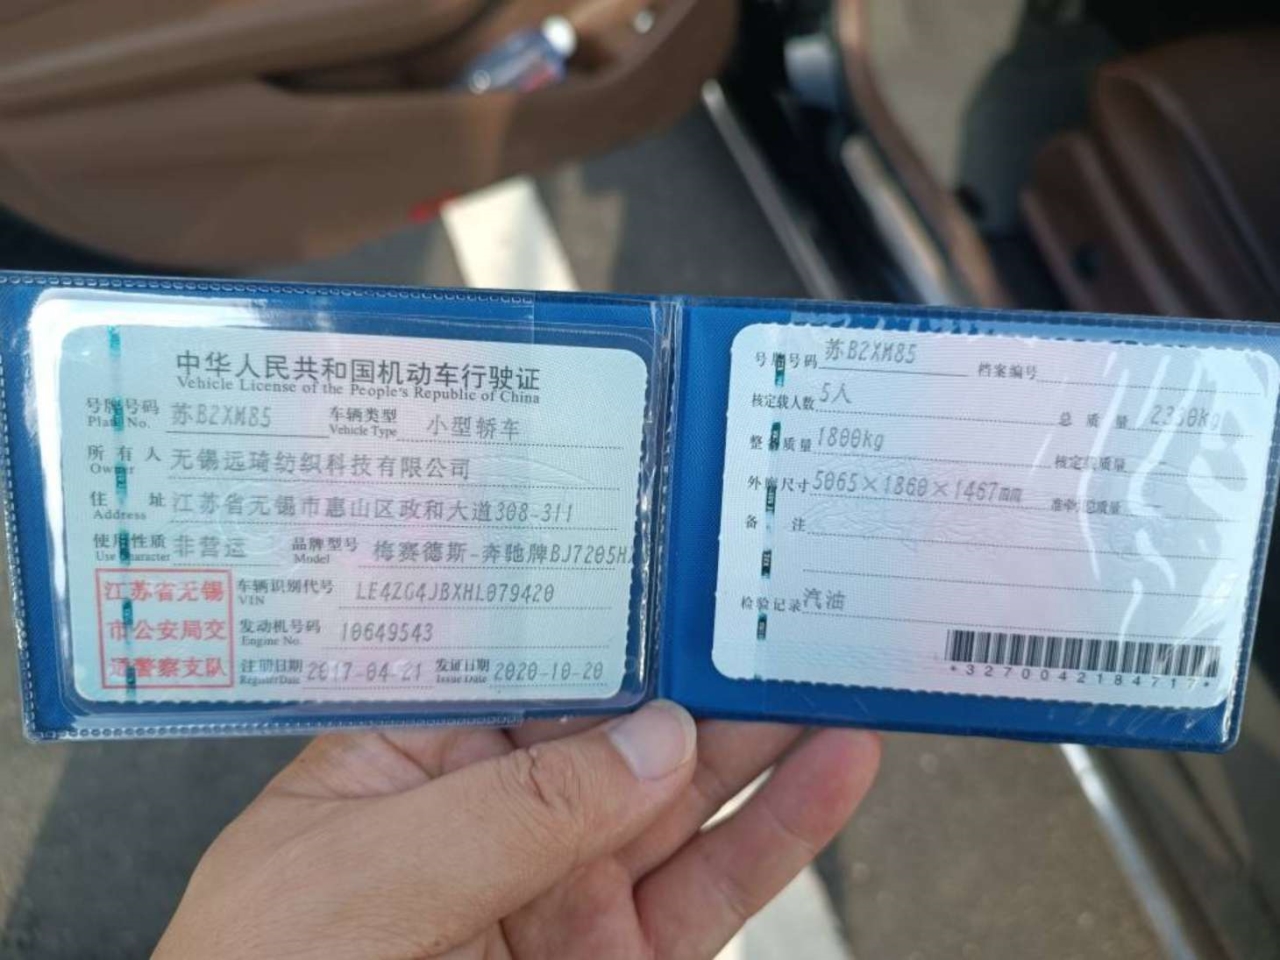 中华人民共和国机动车行驶证
Vehicle License of the People's Republic of China
号牌号码 苏B2XM85 车辆类型 小型轿车
Plate No. Vehicle Type
所有人 无锡远琦纺织科技有限公司
Owner
住址 江苏省无锡市惠山区政和大道308-311
Address
使用性质 非营运 品牌型号 梅赛德斯-奔驰牌BJ7205H
Use Character Model
江苏省无锡
市公安局交
通警察支队
车辆识别代号 LE4ZG4JBXHL079420
VIN
发动机号码 10649543
Engine No.
注册日期 2017-04-21 发证日期 2020-10-20
Register Date Issue Date
号牌号码 苏B2XM85 档案编号
核定载人数 5人 总质量 2330kg
整备质量 1800kg 核定载质量 --
外廓尺寸 5065×1860×1467mm 准牵引总质量 --
备注
检验记录 汽油
*3270042184717*